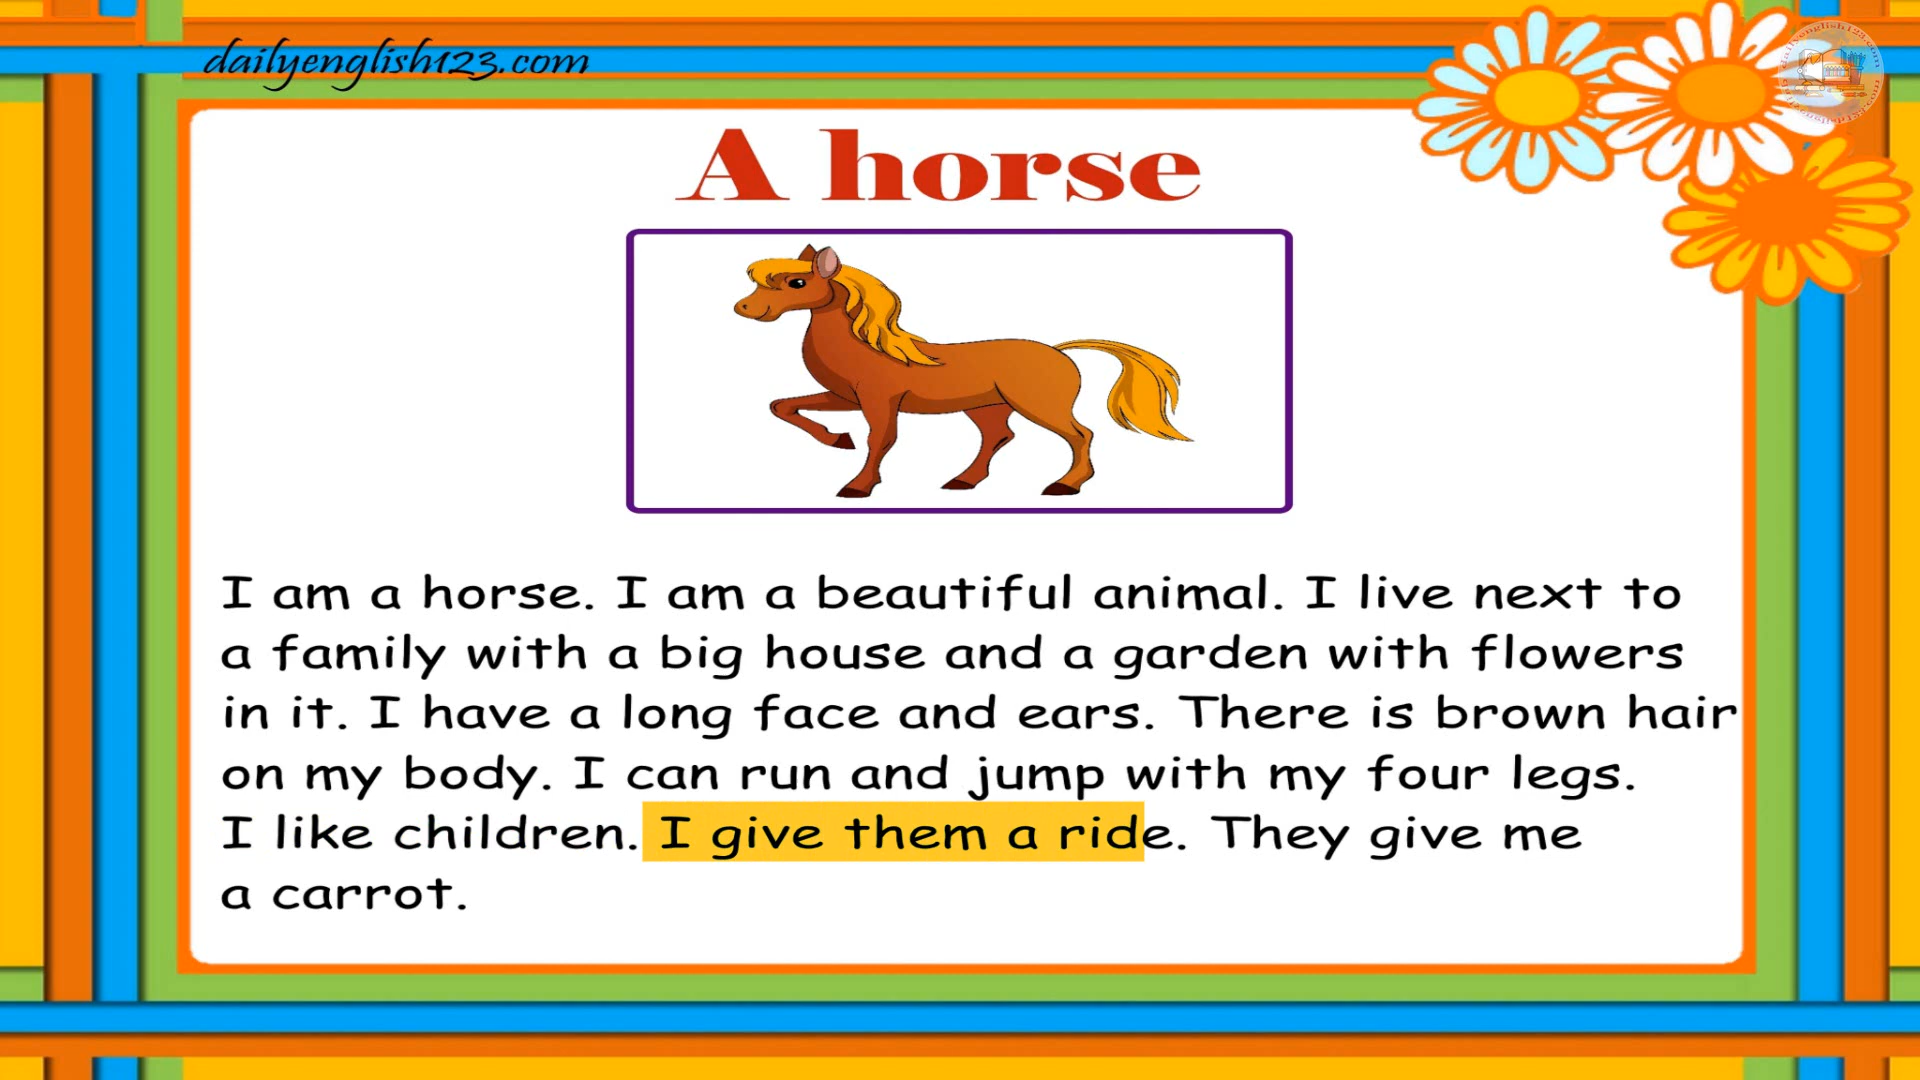 dailyenglish123.com
A horse
I am a horse. I am a beautiful animal. I live next to
a family with a big house and a garden with flowers
in it. I have a long face and ears. There is brown hair
on my body. I can run and jump with my four legs.
I like children. I give them a ride. They give me
a carrot.